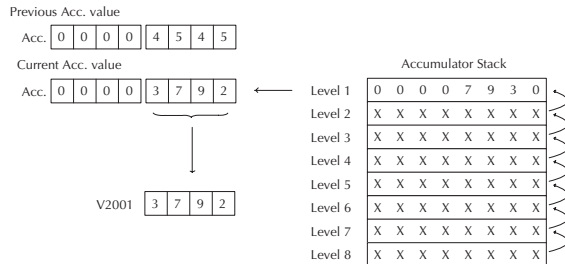 Previous Acc. value
Acc. 0 0 0 0 4 5 4 5
Current Acc. value
Acc. 0 0 0 0 3 7 9 2
V2001 3 7 9 2
Accumulator Stack
Level 1 0 0 0 0 7 9 3 0
Level 2 X X X X X X X X
Level 3 X X X X X X X X
Level 4 X X X X X X X X
Level 5 X X X X X X X X
Level 6 X X X X X X X X
Level 7 X X X X X X X X
Level 8 X X X X X X X X